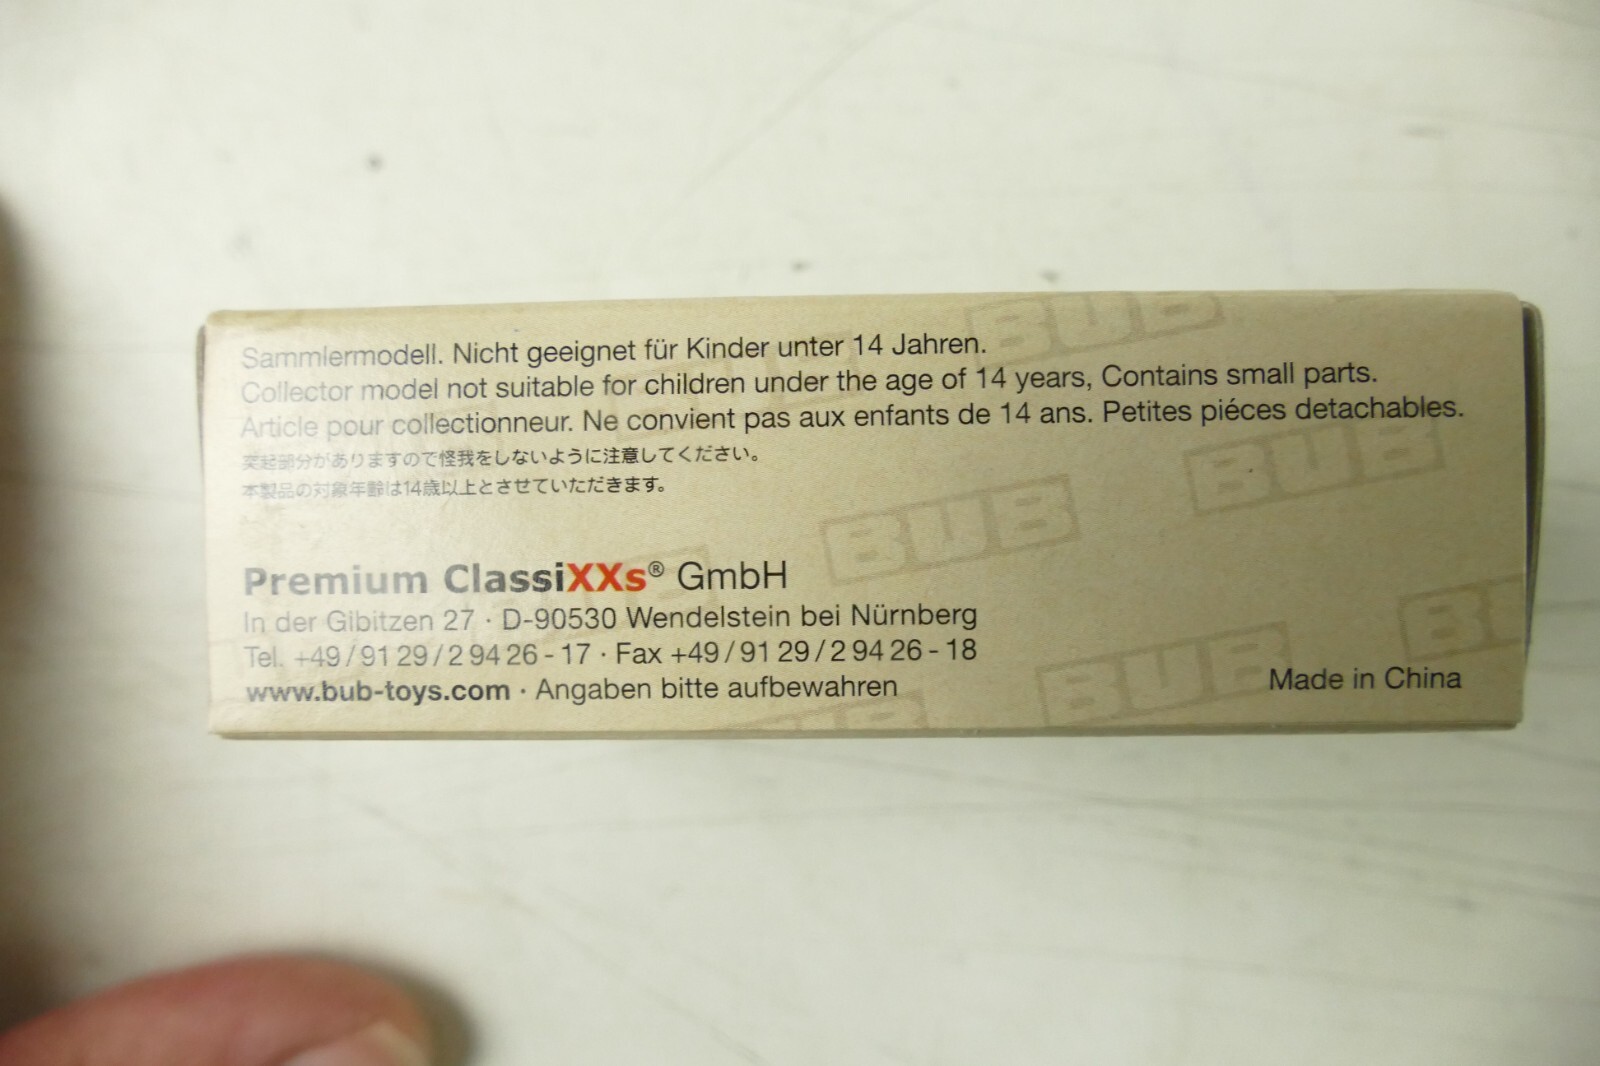 Sammlermodell. Nicht geeignet für Kinder unter 14 Jahren.
Collector model not suitable for children under the age of 14 years, Contains small parts.
Article pour collectionneur. Ne convient pas aux enfants de 14 ans. Petites piéces detachables.
突起部分がありますので怪我をしないように注意してください。
本製品の対象年齢は14歳以上とさせていただきます。
Premium ClassiXXs® GmbH
In der Gibitzen 27 · D-90530 Wendelstein bei Nürnberg
Tel. +49/91 29/2 94 26 - 17 · Fax +49/91 29/2 94 26 - 18
www.bub-toys.com · Angaben bitte aufbewahren
Made in China
BUB
BUB
BUB
BUB